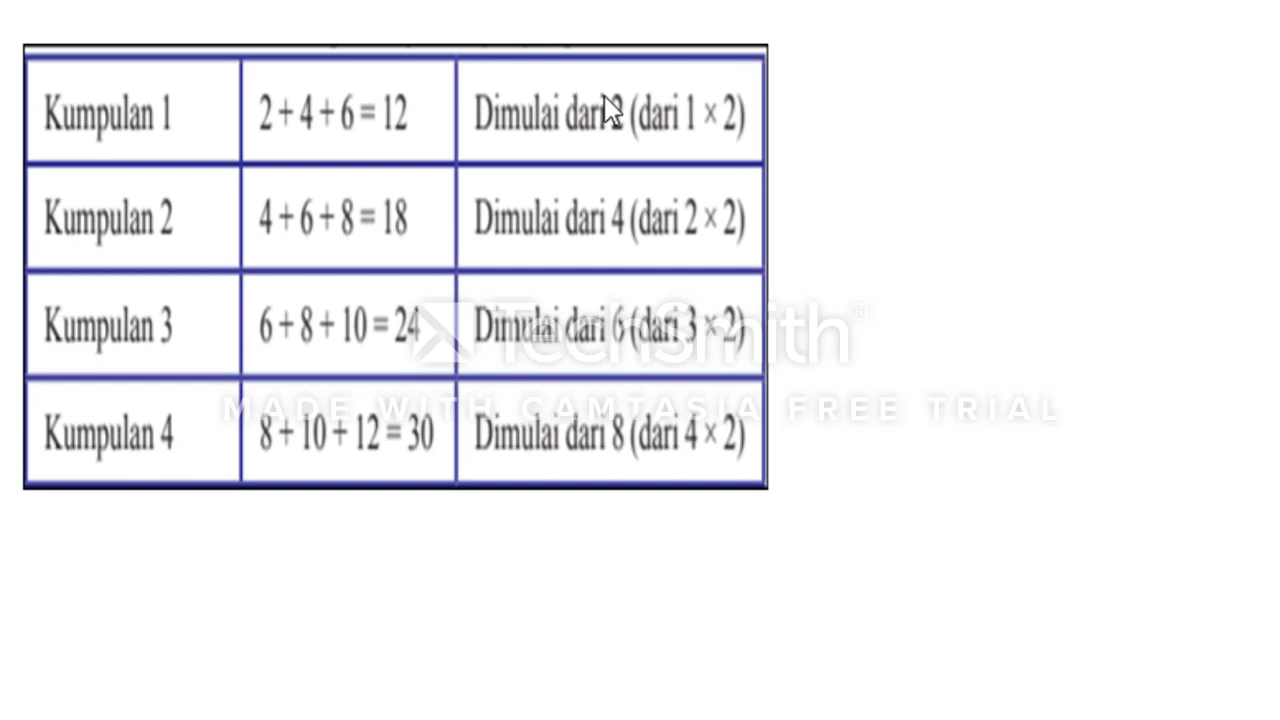 Kumpulan 1 2 + 4 + 6 = 12 Dimulai dari 2 (dari 1 × 2)
Kumpulan 2 4 + 6 + 8 = 18 Dimulai dari 4 (dari 2 × 2)
Kumpulan 3 6 + 8 + 10 = 24 Dimulai dari 6 (dari 3 × 2)
TechSmith®
MADE WITH CAMTASIA FREE TRIAL
Kumpulan 4 8 + 10 + 12 = 30 Dimulai dari 8 (dari 4 × 2)